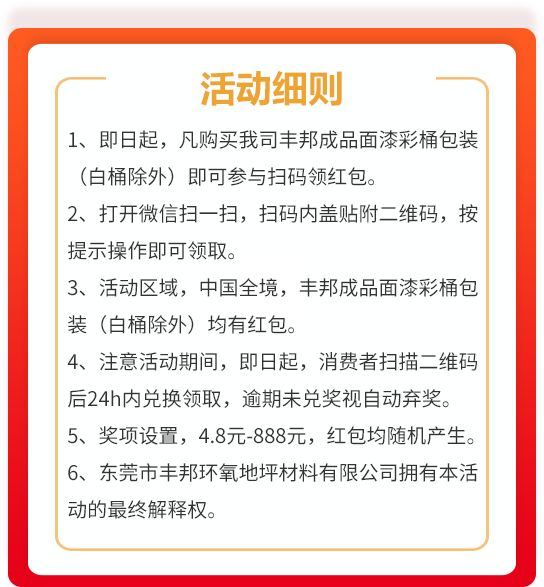 活动细则
1、即日起，凡购买我司丰邦成品面漆彩桶包装
（白桶除外）即可参与扫码领红包。
2、打开微信扫一扫，扫码内盖贴附二维码，按
提示操作即可领取。
3、活动区域，中国全境，丰邦成品面漆彩桶包
装（白桶除外）均有红包。
4、注意活动期间，即日起，消费者扫描二维码
后24h内兑换领取，逾期未兑奖视自动弃奖。
5、奖项设置，4.8元-888元，红包均随机产生。
6、东莞市丰邦环氧地坪材料有限公司拥有本活
动的最终解释权。